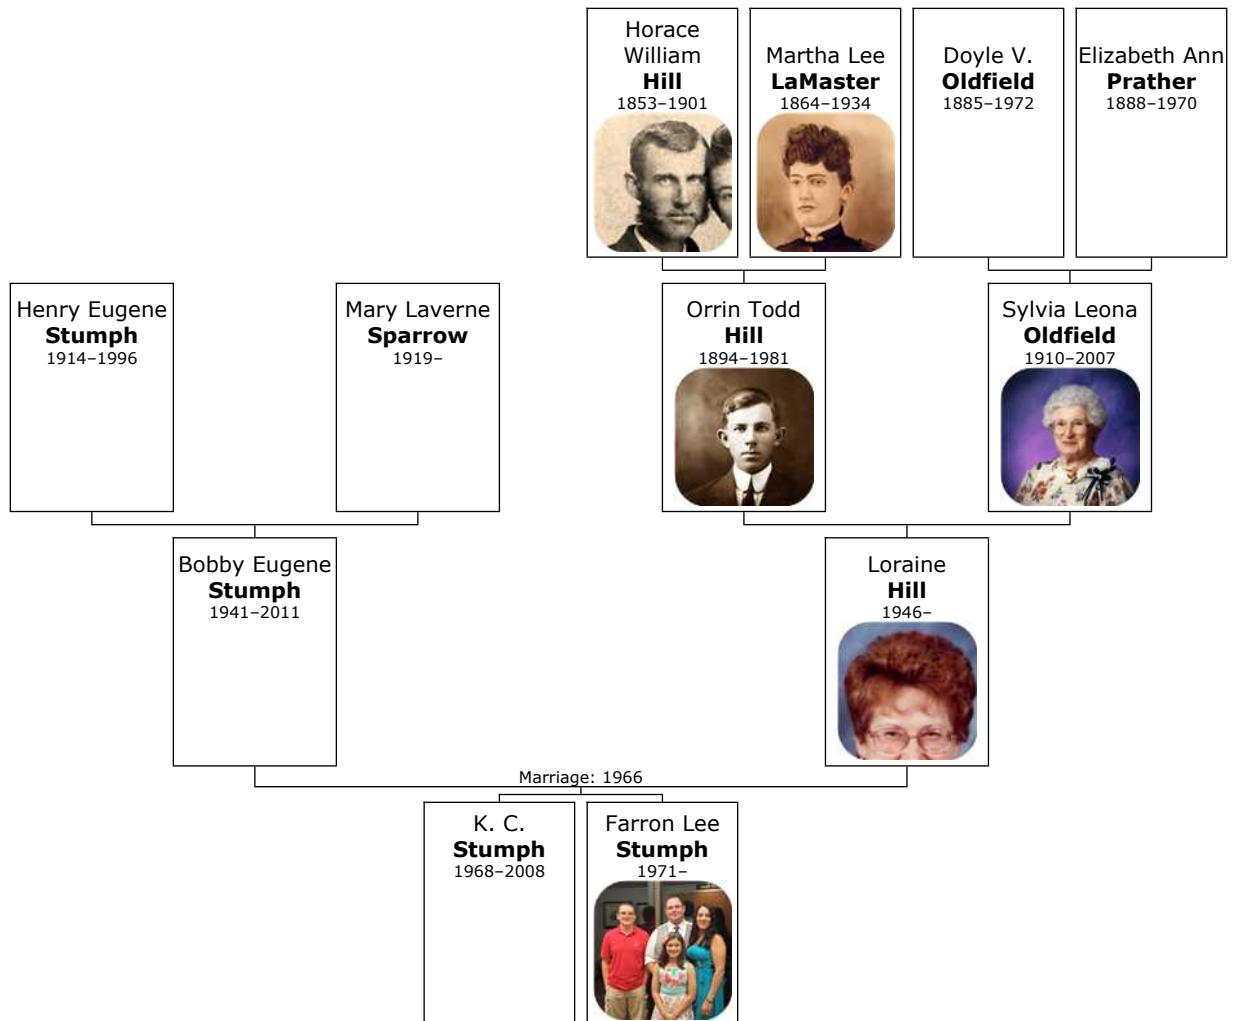 Horace
William
Hill
1853–1901
Martha Lee
LaMaster
1864–1934
Doyle V.
Oldfield
1885–1972
Elizabeth Ann
Prather
1888–1970
Henry Eugene
Stumph
1914–1996
Mary Laverne
Sparrow
1919–
Orrin Todd
Hill
1894–1981
Sylvia Leona
Oldfield
1910–2007
Bobby Eugene
Stumph
1941–2011
Loraine
Hill
1946–
Marriage: 1966
K. C.
Stumph
1968–2008
Farron Lee
Stumph
1971–